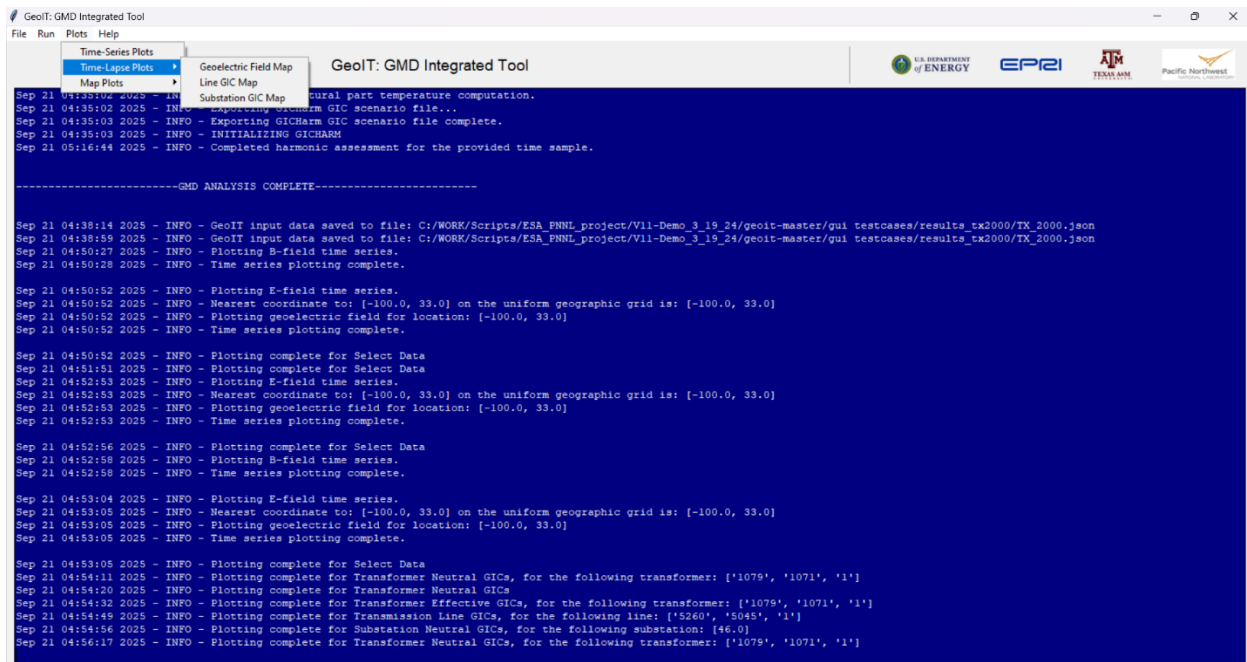 GeoIT: GMD Integrated Tool
File Run Plots Help
Time-Series Plots
Time-Lapse Plots
Map Plots
Geoelectric Field Map
Line GIC Map
Substation GIC Map
GeoIT: GMD Integrated Tool
U.S. DEPARTMENT of ENERGY
EPRI
TEXAS A&M UNIVERSITY
Pacific Northwest NATIONAL LABORATORY
Sep 21 04:35:02 2025 - IN tural part temperature computation.
Sep 21 04:35:02 2025 - INFO - Exporting GICHarm GIC scenario file...
Sep 21 04:35:03 2025 - INFO - Exporting GICHarm GIC scenario file complete.
Sep 21 04:35:03 2025 - INFO - INITIALIZING GICHARM
Sep 21 05:16:44 2025 - INFO - Completed harmonic assessment for the provided time sample.
-------------------------GMD ANALYSIS COMPLETE-------------------------
Sep 21 04:38:14 2025 - INFO - GeoIT input data saved to file: C:/WORK/Scripts/ESA_PNNL_project/V11-Demo_3_19_24/geoit-master/gui testcases/results_tx2000/TX_2000.json
Sep 21 04:38:59 2025 - INFO - GeoIT input data saved to file: C:/WORK/Scripts/ESA_PNNL_project/V11-Demo_3_19_24/geoit-master/gui testcases/results_tx2000/TX_2000.json
Sep 21 04:50:27 2025 - INFO - Plotting B-field time series.
Sep 21 04:50:28 2025 - INFO - Time series plotting complete.
Sep 21 04:50:52 2025 - INFO - Plotting E-field time series.
Sep 21 04:50:52 2025 - INFO - Nearest coordinate to: [-100.0, 33.0] on the uniform geographic grid is: [-100.0, 33.0]
Sep 21 04:50:52 2025 - INFO - Plotting geoelectric field for location: [-100.0, 33.0]
Sep 21 04:50:52 2025 - INFO - Time series plotting complete.
Sep 21 04:50:52 2025 - INFO - Plotting complete for Select Data
Sep 21 04:51:51 2025 - INFO - Plotting complete for Select Data
Sep 21 04:52:53 2025 - INFO - Plotting E-field time series.
Sep 21 04:52:53 2025 - INFO - Nearest coordinate to: [-100.0, 33.0] on the uniform geographic grid is: [-100.0, 33.0]
Sep 21 04:52:53 2025 - INFO - Plotting geoelectric field for location: [-100.0, 33.0]
Sep 21 04:52:53 2025 - INFO - Time series plotting complete.
Sep 21 04:52:56 2025 - INFO - Plotting complete for Select Data
Sep 21 04:52:58 2025 - INFO - Plotting B-field time series.
Sep 21 04:52:58 2025 - INFO - Time series plotting complete.
Sep 21 04:53:04 2025 - INFO - Plotting E-field time series.
Sep 21 04:53:05 2025 - INFO - Nearest coordinate to: [-100.0, 33.0] on the uniform geographic grid is: [-100.0, 33.0]
Sep 21 04:53:05 2025 - INFO - Plotting geoelectric field for location: [-100.0, 33.0]
Sep 21 04:53:05 2025 - INFO - Time series plotting complete.
Sep 21 04:53:05 2025 - INFO - Plotting complete for Select Data
Sep 21 04:54:11 2025 - INFO - Plotting complete for Transformer Neutral GICs, for the following transformer: ['1079', '1071', '1']
Sep 21 04:54:20 2025 - INFO - Plotting complete for Transformer Neutral GICs
Sep 21 04:54:32 2025 - INFO - Plotting complete for Transformer Effective GICs, for the following transformer: ['1079', '1071', '1']
Sep 21 04:54:49 2025 - INFO - Plotting complete for Transmission Line GICs, for the following line: ['5260', '5045', '1']
Sep 21 04:54:56 2025 - INFO - Plotting complete for Substation Neutral GICs, for the following substation: [46.0]
Sep 21 04:56:17 2025 - INFO - Plotting complete for Transformer Neutral GICs, for the following transformer: ['1079', '1071', '1']